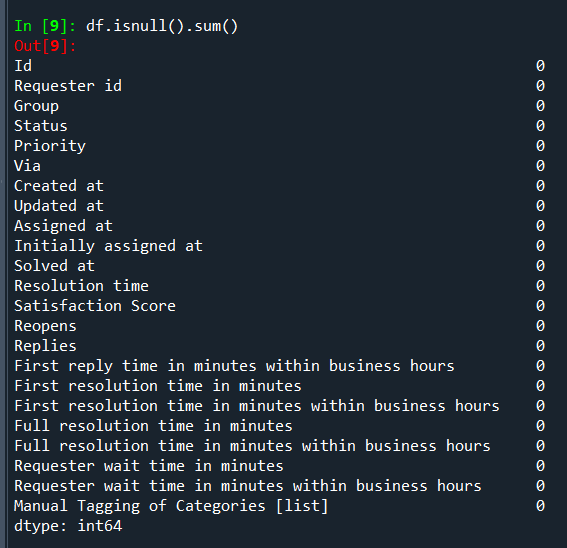 In [9]: df.isnull().sum()
Out[9]:
Id 0
Requester id 0
Group 0
Status 0
Priority 0
Via 0
Created at 0
Updated at 0
Assigned at 0
Initially assigned at 0
Solved at 0
Resolution time 0
Satisfaction Score 0
Reopens 0
Replies 0
First reply time in minutes within business hours 0
First resolution time in minutes 0
First resolution time in minutes within business hours 0
Full resolution time in minutes 0
Full resolution time in minutes within business hours 0
Requester wait time in minutes 0
Requester wait time in minutes within business hours 0
Manual Tagging of Categories [list] 0
dtype: int64